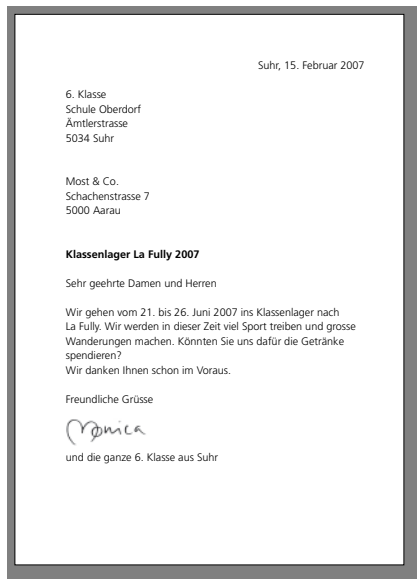 Suhr, 15. Februar 2007
6. Klasse
Schule Oberdorf
Ämtlerstrasse
5034 Suhr
Most & Co.
Schachenstrasse 7
5000 Aarau
Klassenlager La Fully 2007
Sehr geehrte Damen und Herren
Wir gehen vom 21. bis 26. Juni 2007 ins Klassenlager nach
La Fully. Wir werden in dieser Zeit viel Sport treiben und grosse
Wanderungen machen. Könnten Sie uns dafür die Getränke
spendieren?
Wir danken Ihnen schon im Voraus.
Freundliche Grüsse
Monica
und die ganze 6. Klasse aus Suhr